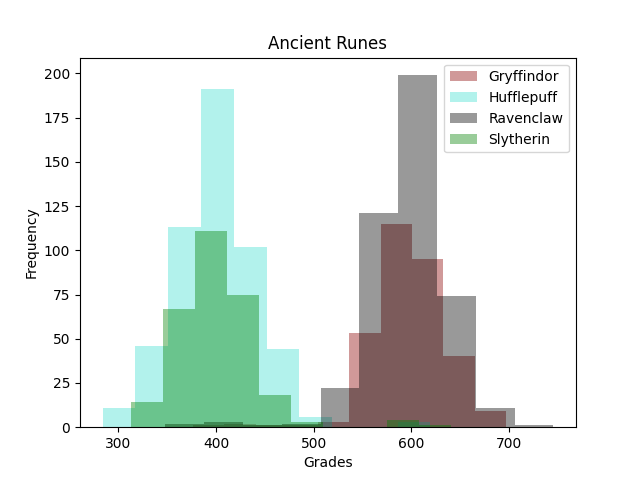 Ancient Runes
200
175
150
125
100
75
50
25
0
Frequency
300 400 500 600 700
Grades
Gryffindor
Hufflepuff
Ravenclaw
Slytherin